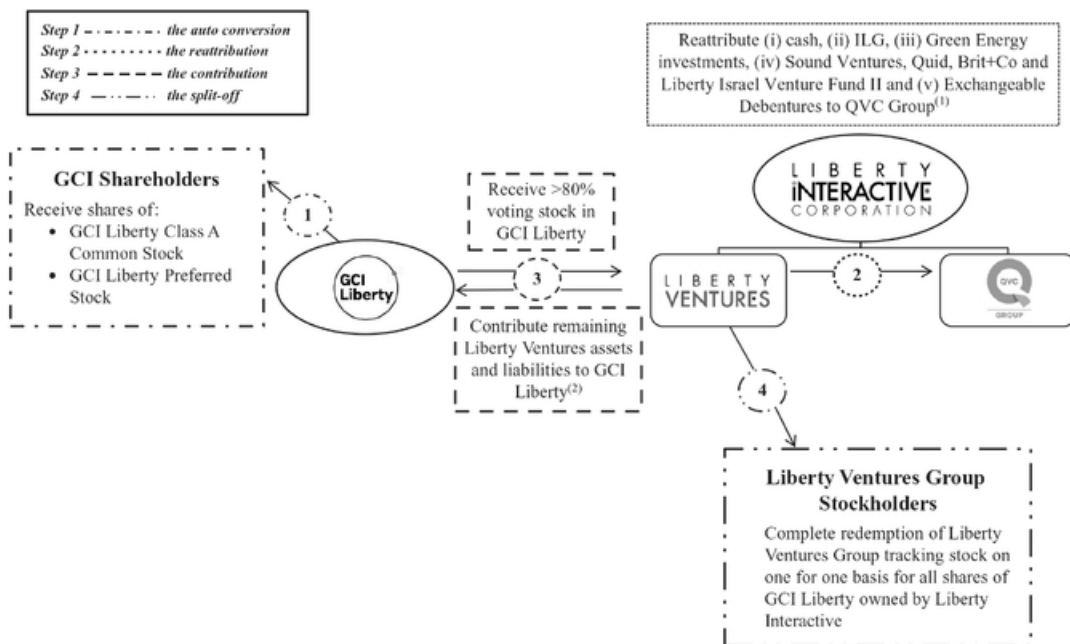 Step 1 the auto conversion
Step 2 the reattribution
Step 3 the contribution
Step 4 the split-off
Reattribute (i) cash, (ii) ILG, (iii) Green Energy
investments, (iv) Sound Ventures, Quid, Brit+Co and
Liberty Israel Venture Fund II and (v) Exchangeable
Debentures to QVC Group(1)
LIBERTY
iNTERACTIVE
CORPORATION
GCI Shareholders
Receive shares of:
• GCI Liberty Class A
Common Stock
• GCI Liberty Preferred
Stock
1
Receive >80%
voting stock in
GCI Liberty
GCI
Liberty
3
LIBERTY
VENTURES
2
QVC
GROUP
Contribute remaining
Liberty Ventures assets
and liabilities to GCI
Liberty(2)
4
Liberty Ventures Group
Stockholders
Complete redemption of Liberty
Ventures Group tracking stock on
one for one basis for all shares of
GCI Liberty owned by Liberty
Interactive